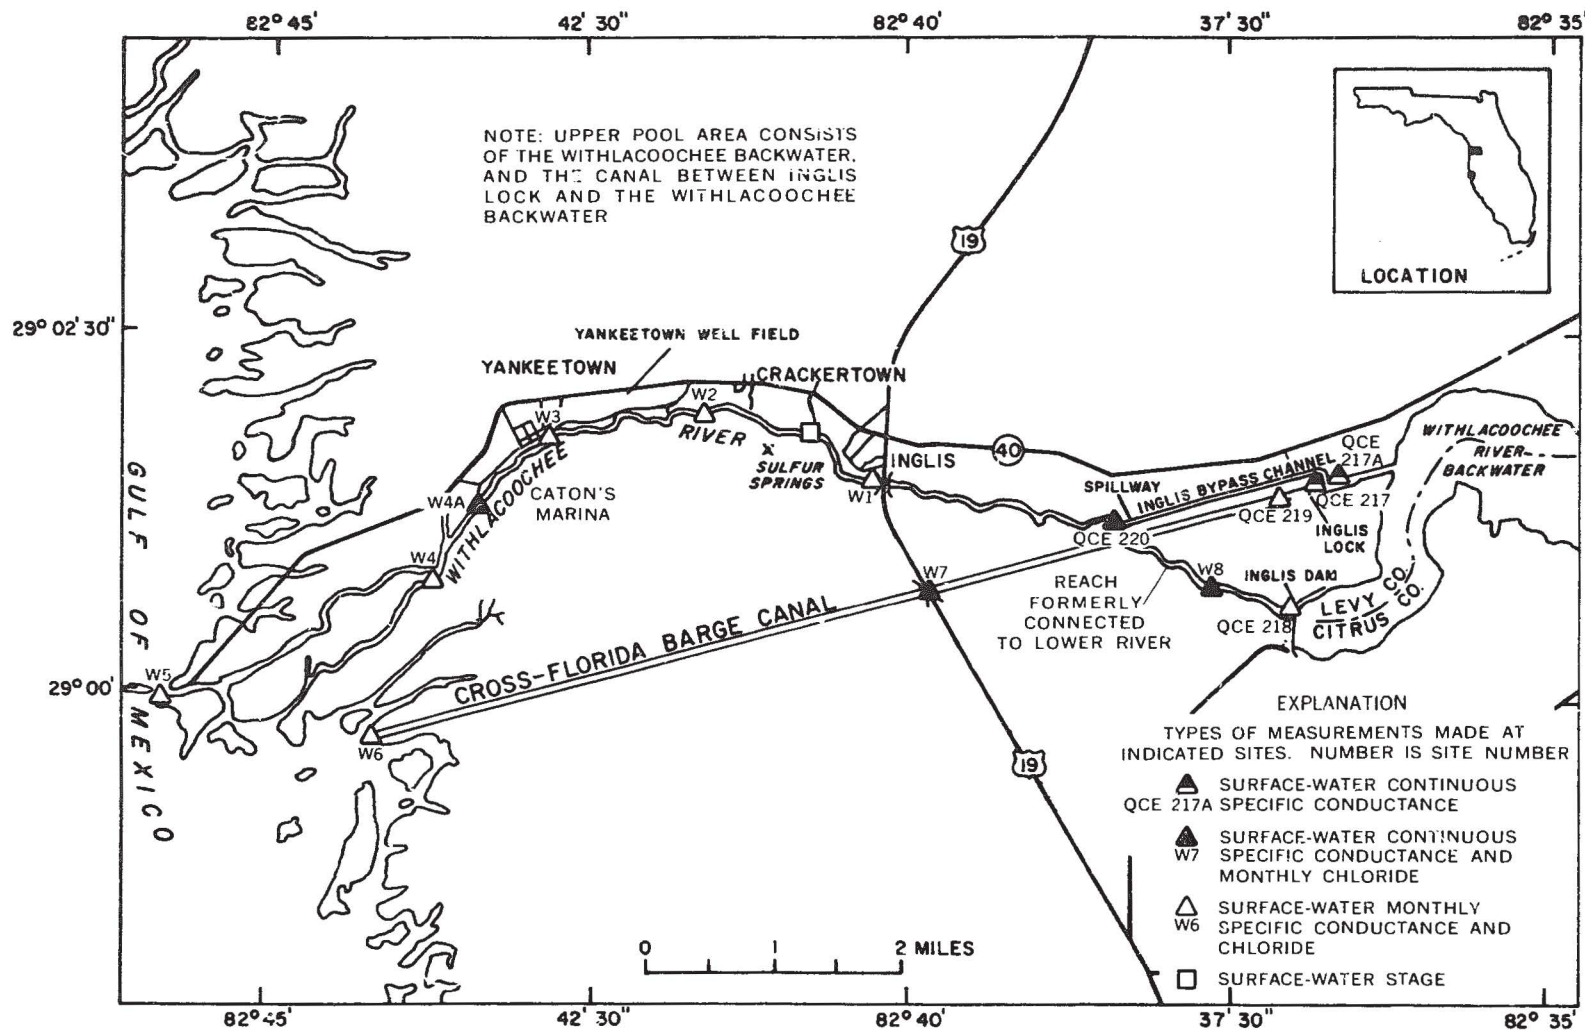 82° 45'
42' 30"
82° 40'
37' 30"
82° 35'
NOTE: UPPER POOL AREA CONSISTS
OF THE WITHLACOOCHEE BACKWATER,
AND THE CANAL BETWEEN INGLIS
LOCK AND THE WITHLACOOCHEE
BACKWATER
19
LOCATION
29° 02' 30"
YANKEETOWN WELL FIELD
YANKEETOWN
CRACKERTOWN
W2
W3
RIVER
X
SULFUR
SPRINGS
INGLIS
W1
40
SPILLWAY
INGLIS BYPASS CHANNEL
QCE
217A
WITHLACOOCHEE
RIVER
BACKWATER
QCE 219
QCE 217
INGLIS
LOCK
QCE 220
W4A
CATON'S
MARINA
WITHLACOOCHEE
W4
W7
REACH
FORMERLY
CONNECTED
TO LOWER RIVER
W8
INGLIS DAM
QCE 218
LEVY CO.
CITRUS CO.
GULF OF MEXICO
W5
29° 00'
W6
CROSS-FLORIDA BARGE CANAL
19
EXPLANATION
TYPES OF MEASUREMENTS MADE AT
INDICATED SITES. NUMBER IS SITE NUMBER
SURFACE-WATER CONTINUOUS
QCE 217A SPECIFIC CONDUCTANCE
SURFACE-WATER CONTINUOUS
W7 SPECIFIC CONDUCTANCE AND
MONTHLY CHLORIDE
SURFACE-WATER MONTHLY
W6 SPECIFIC CONDUCTANCE AND
CHLORIDE
SURFACE-WATER STAGE
0 1 2 MILES
82° 45'
42' 30"
82° 40'
37' 30"
82° 35'